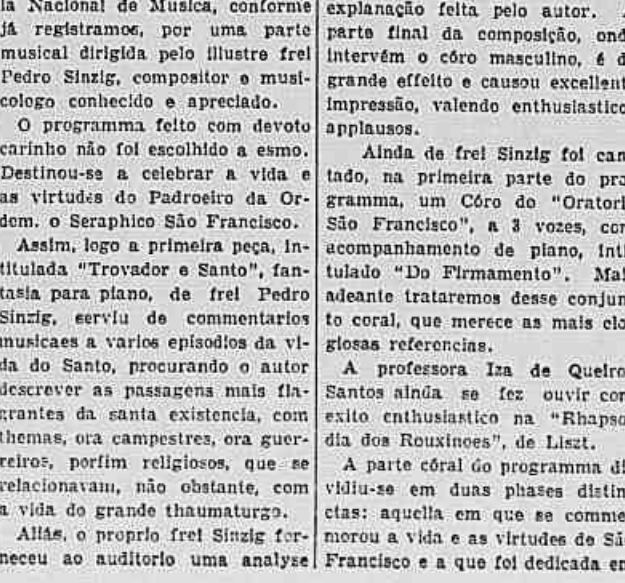 la Nacional de Musica, conforme
já registramos, por uma parte
musical dirigida pelo illustre frei
Pedro Sinzig, compositor e musi-
cologo conhecido e apreciado.
O programma feito com devoto
carinho não foi escolhido a esmo.
Destinou-se a celebrar a vida e
as virtudes do Padroeiro da Or-
dem, o Seraphico São Francisco.
Assim, logo a primeira peça, in-
titulada "Trovador e Santo", fan-
tasia para piano, de frei Pedro
Sinzig, serviu de commentarios
musicaes a varios episodios da vi-
da do Santo, procurando o autor
descrever as passagens mais fla-
grantes da santa existencia, com
themas, ora campestres, ora guer-
reiros, porfim religiosos, que se
relacionavam, não obstante, com
a vida do grande thaumaturgo.
Aliás, o proprio frei Sinzig for-
neceu ao auditorio uma analyse
explanação feita pelo autor.
parte final da composição, ond
intervém o côro masculino, é d
grande effeito e causou excellent
impressão, valendo enthusiastico
applausos.
Ainda de frei Sinzig foi can
tado, na primeira parte do pro
gramma, um Côro do "Oratori
São Francisco", a 3 vozes, con
acompanhamento de piano, inti
tulado "Do Firmamento". Mai
adeante trataremos desse conjun
to coral, que merece as mais elo
giosas referencias.
A professora Iza de Queiro
Santos ainda se fez ouvir con
exito enthusiastico na "Rhapso
dia dos Rouxinoes", de Liszt.
A parte córal do programma di
vidiu-se em duas phases distin
ctas: aquella em que se comme
morou a vida e as virtudes de Sã
Francisco e a que foi dedicada en